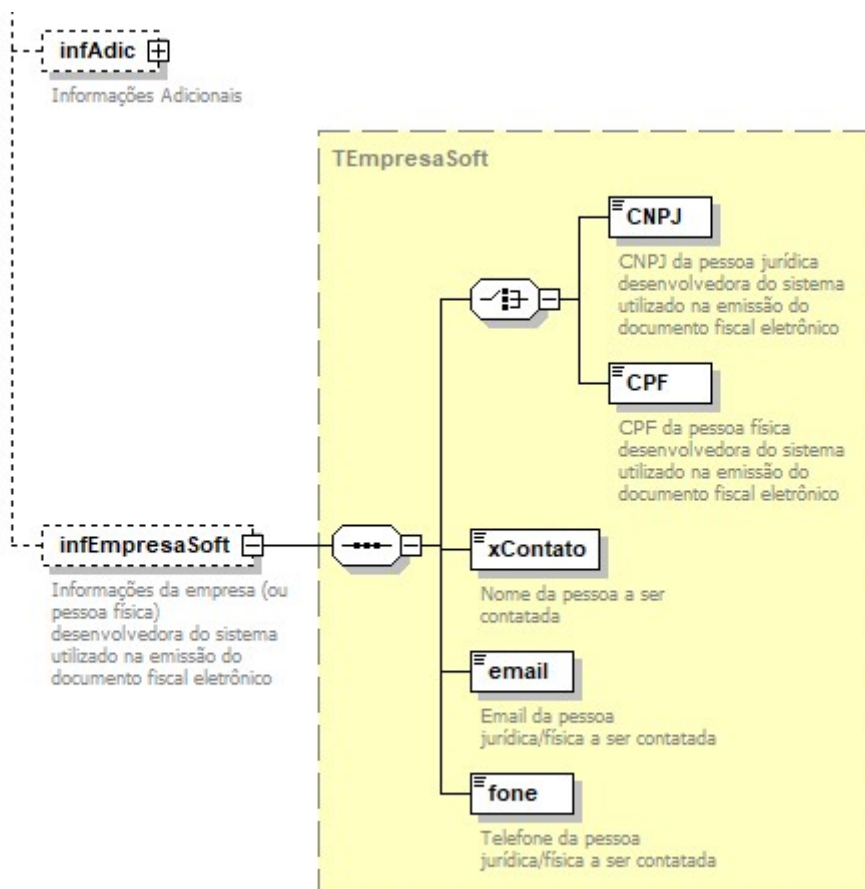 infAdic
Informações Adicionais
TEmpresaSoft
CNPJ
CNPJ da pessoa jurídica
desenvolvedora do sistema
utilizado na emissão do
documento fiscal eletrônico
CPF
CPF da pessoa física
desenvolvedora do sistema
utilizado na emissão do
documento fiscal eletrônico
infEmpresaSoft
Informações da empresa (ou
pessoa física)
desenvolvedora do sistema
utilizado na emissão do
documento fiscal eletrônico
xContato
Nome da pessoa a ser
contatada
email
Email da pessoa
jurídica/física a ser contatada
fone
Telefone da pessoa
jurídica/física a ser contatada